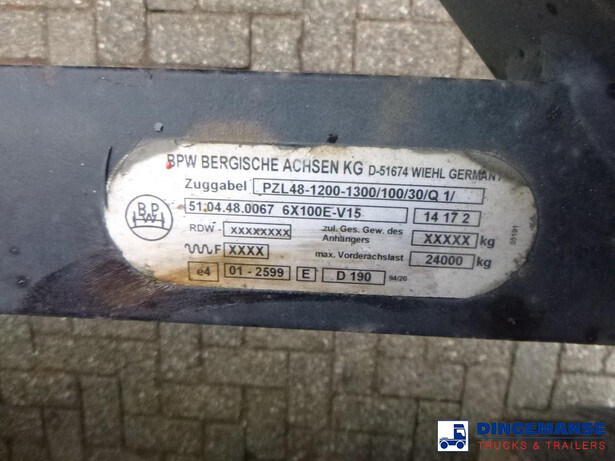 BPW BERGISCHE ACHSEN KG D-51674 WIEHL GERMANY
Zuggabel PZL48-1200-1300/100/30/Q 1/
BP
51.04.48.0067 6X100E-V15 14 17 2
RDW- xxxxxxxxx zul. Ges. Gew. des Anhängers XXXXX kg
F XXXX max. Vorderachslast 24000 kg
e4 01 - 2599 E D 190 94/20
DINGEMANSE
TRUCKS & TRAILERS